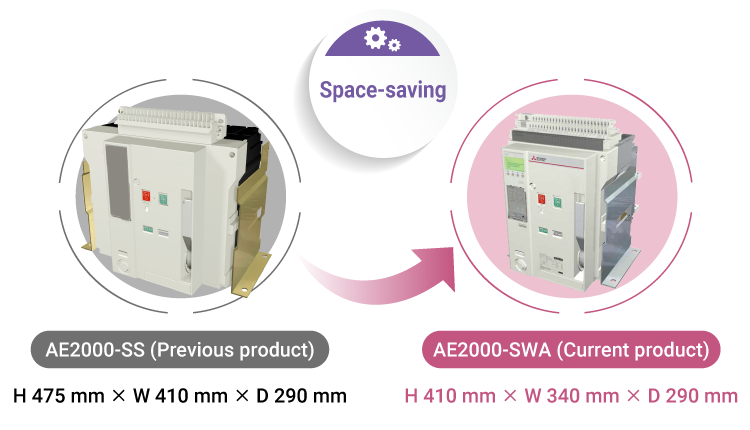 Space-saving
AE2000-SS (Previous product)
AE2000-SWA (Current product)
H 475 mm × W 410 mm × D 290 mm
H 410 mm × W 340 mm × D 290 mm